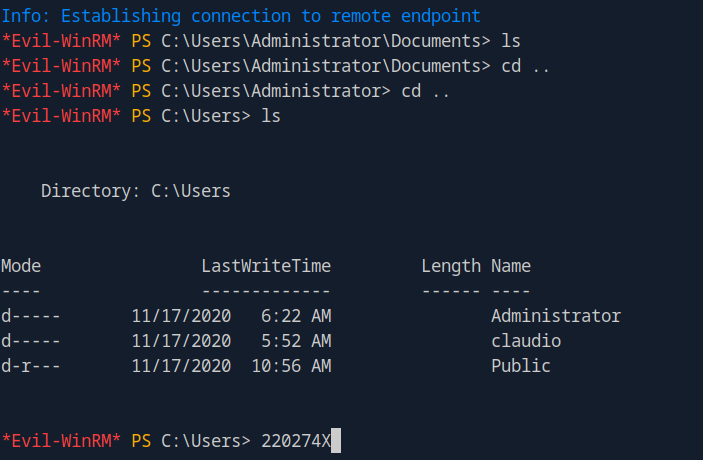 Info: Establishing connection to remote endpoint
*Evil-WinRM* PS C:\Users\Administrator\Documents> ls
*Evil-WinRM* PS C:\Users\Administrator\Documents> cd ..
*Evil-WinRM* PS C:\Users\Administrator> cd ..
*Evil-WinRM* PS C:\Users> ls
    Directory: C:\Users
Mode                LastWriteTime         Length Name
----                -------------         ------ ----
d-----       11/17/2020   6:22 AM                Administrator
d-----       11/17/2020   5:52 AM                claudio
d-r---       11/17/2020  10:56 AM                Public
*Evil-WinRM* PS C:\Users> 220274X